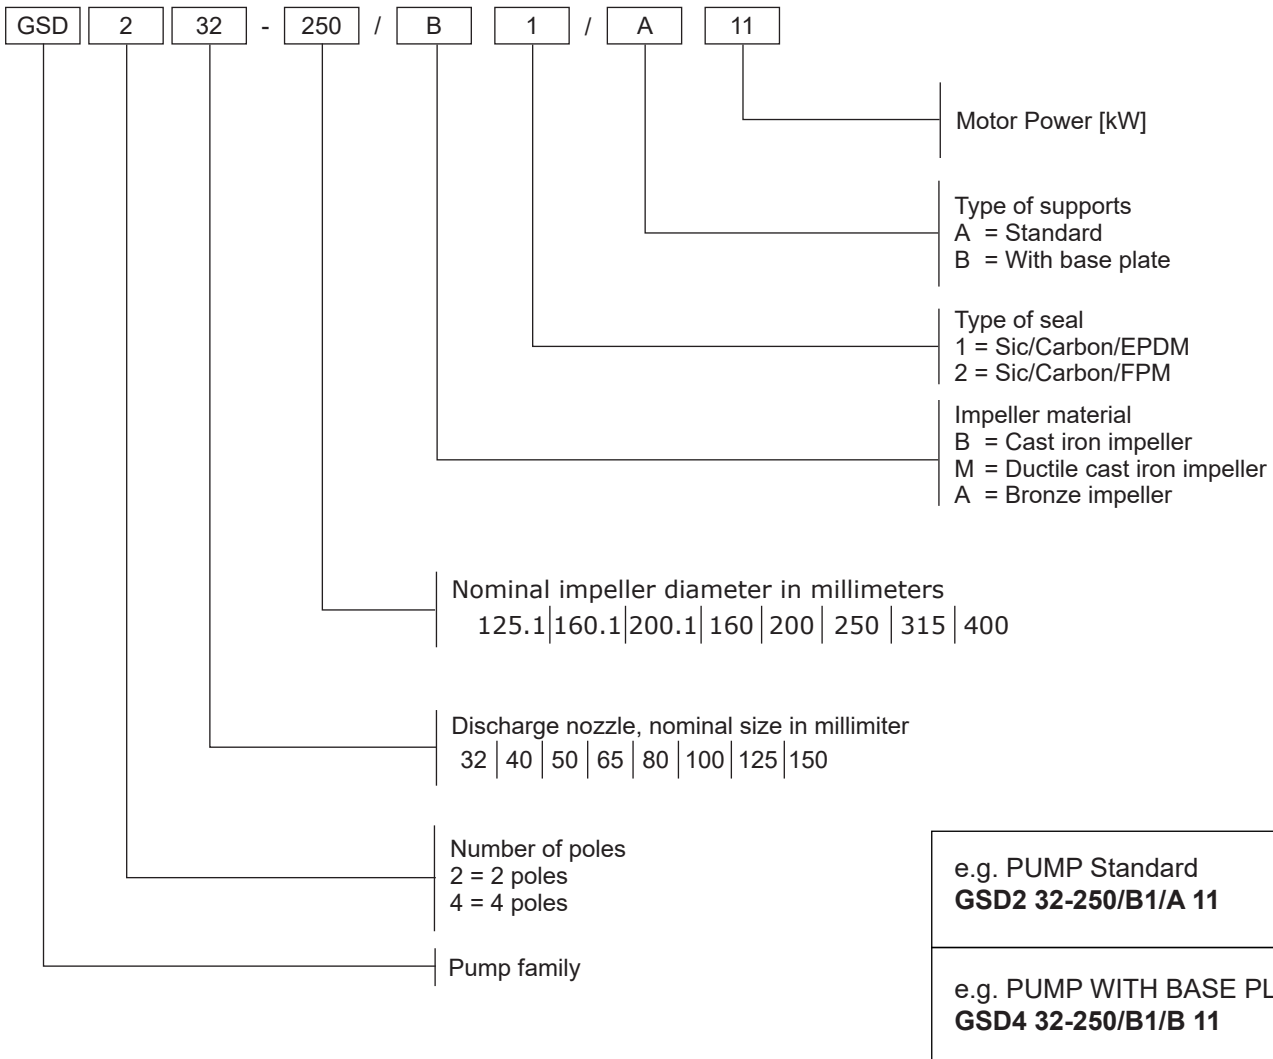 GSD 2 32 - 250 / B 1 / A 11
Motor Power [kW]
Type of supports
A = Standard
B = With base plate
Type of seal
1 = Sic/Carbon/EPDM
2 = Sic/Carbon/FPM
Impeller material
B = Cast iron impeller
M = Ductile cast iron impeller
A = Bronze impeller
Nominal impeller diameter in millimeters
125.1|160.1|200.1|160|200|250|315|400
Discharge nozzle, nominal size in millimiter
32|40|50|65|80|100|125|150
Number of poles
2 = 2 poles
4 = 4 poles
Pump family
e.g. PUMP Standard
GSD2 32-250/B1/A 11
e.g. PUMP WITH BASE PL
GSD4 32-250/B1/B 11